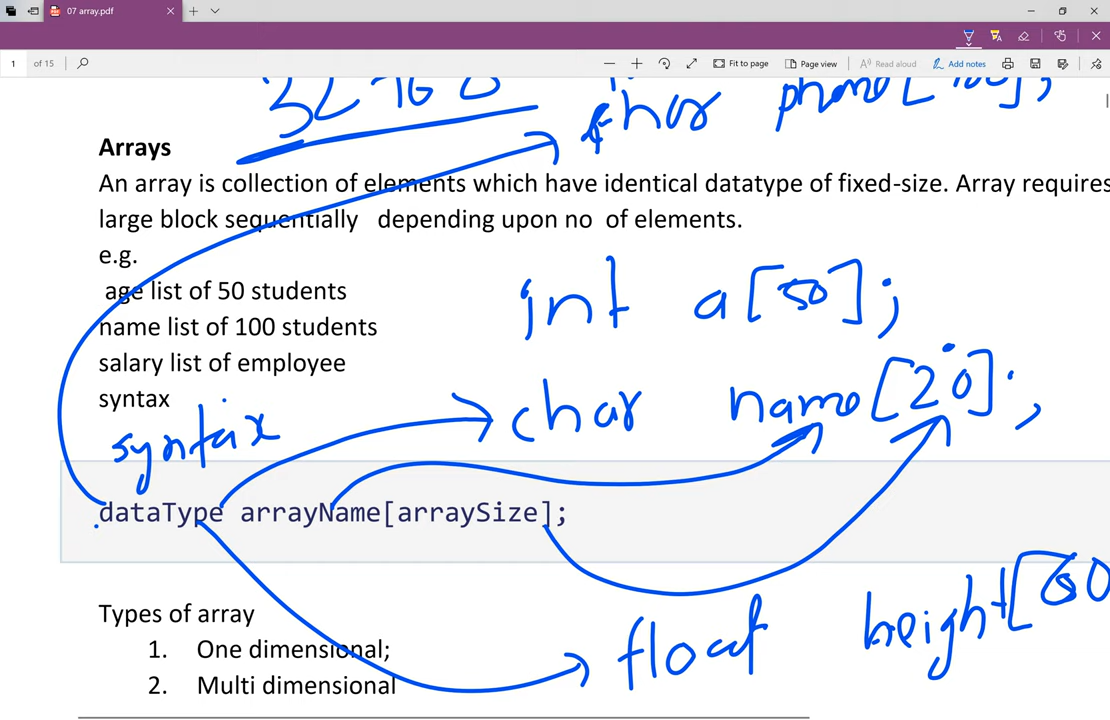 07 array.pdf
1 of 15 Fit to page Page view Read aloud Add notes
char phone[100];
Arrays
An array is collection of elements which have identical datatype of fixed-size. Array requires
large block sequentially depending upon no of elements.
e.g.
age list of 50 students
int a[50];
name list of 100 students
salary list of employee
char name[20];
syntax
syntax
dataType arrayName[arraySize];
float height[60
Types of array
1. One dimensional;
2. Multi dimensional